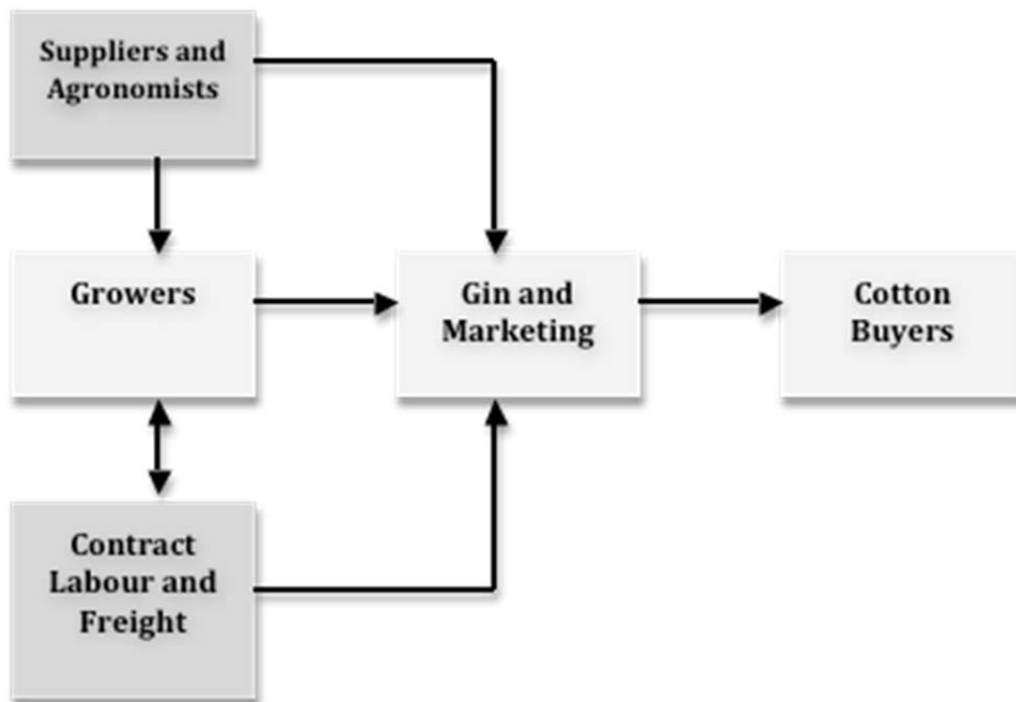 Suppliers and
Agronomists
Growers
Gin and
Marketing
Cotton
Buyers
Contract
Labour and
Freight